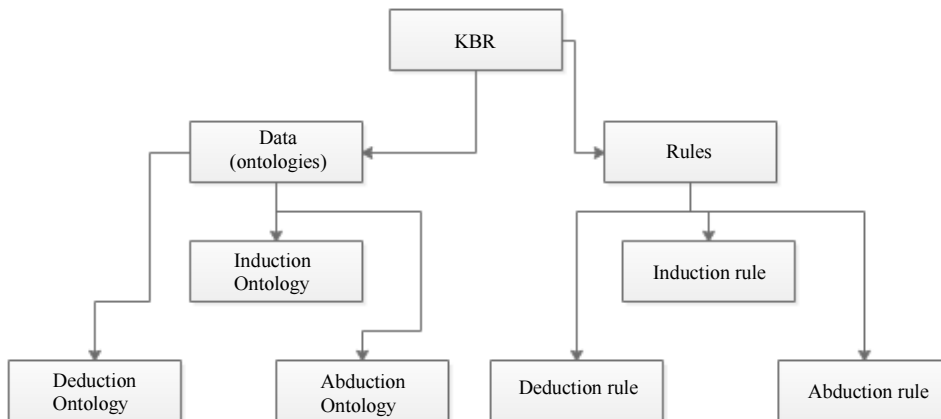 KBR
Data
(ontologies)
Rules
Induction
Ontology
Induction rule
Deduction
Ontology
Abduction
Ontology
Deduction rule
Abduction rule